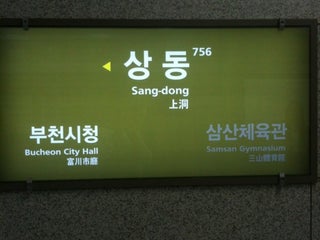 상동 756
Sang-dong
上洞
부천시청
Bucheon City Hall
富川市廳
삼산체육관
Samsan Gymnasium
三山體育館